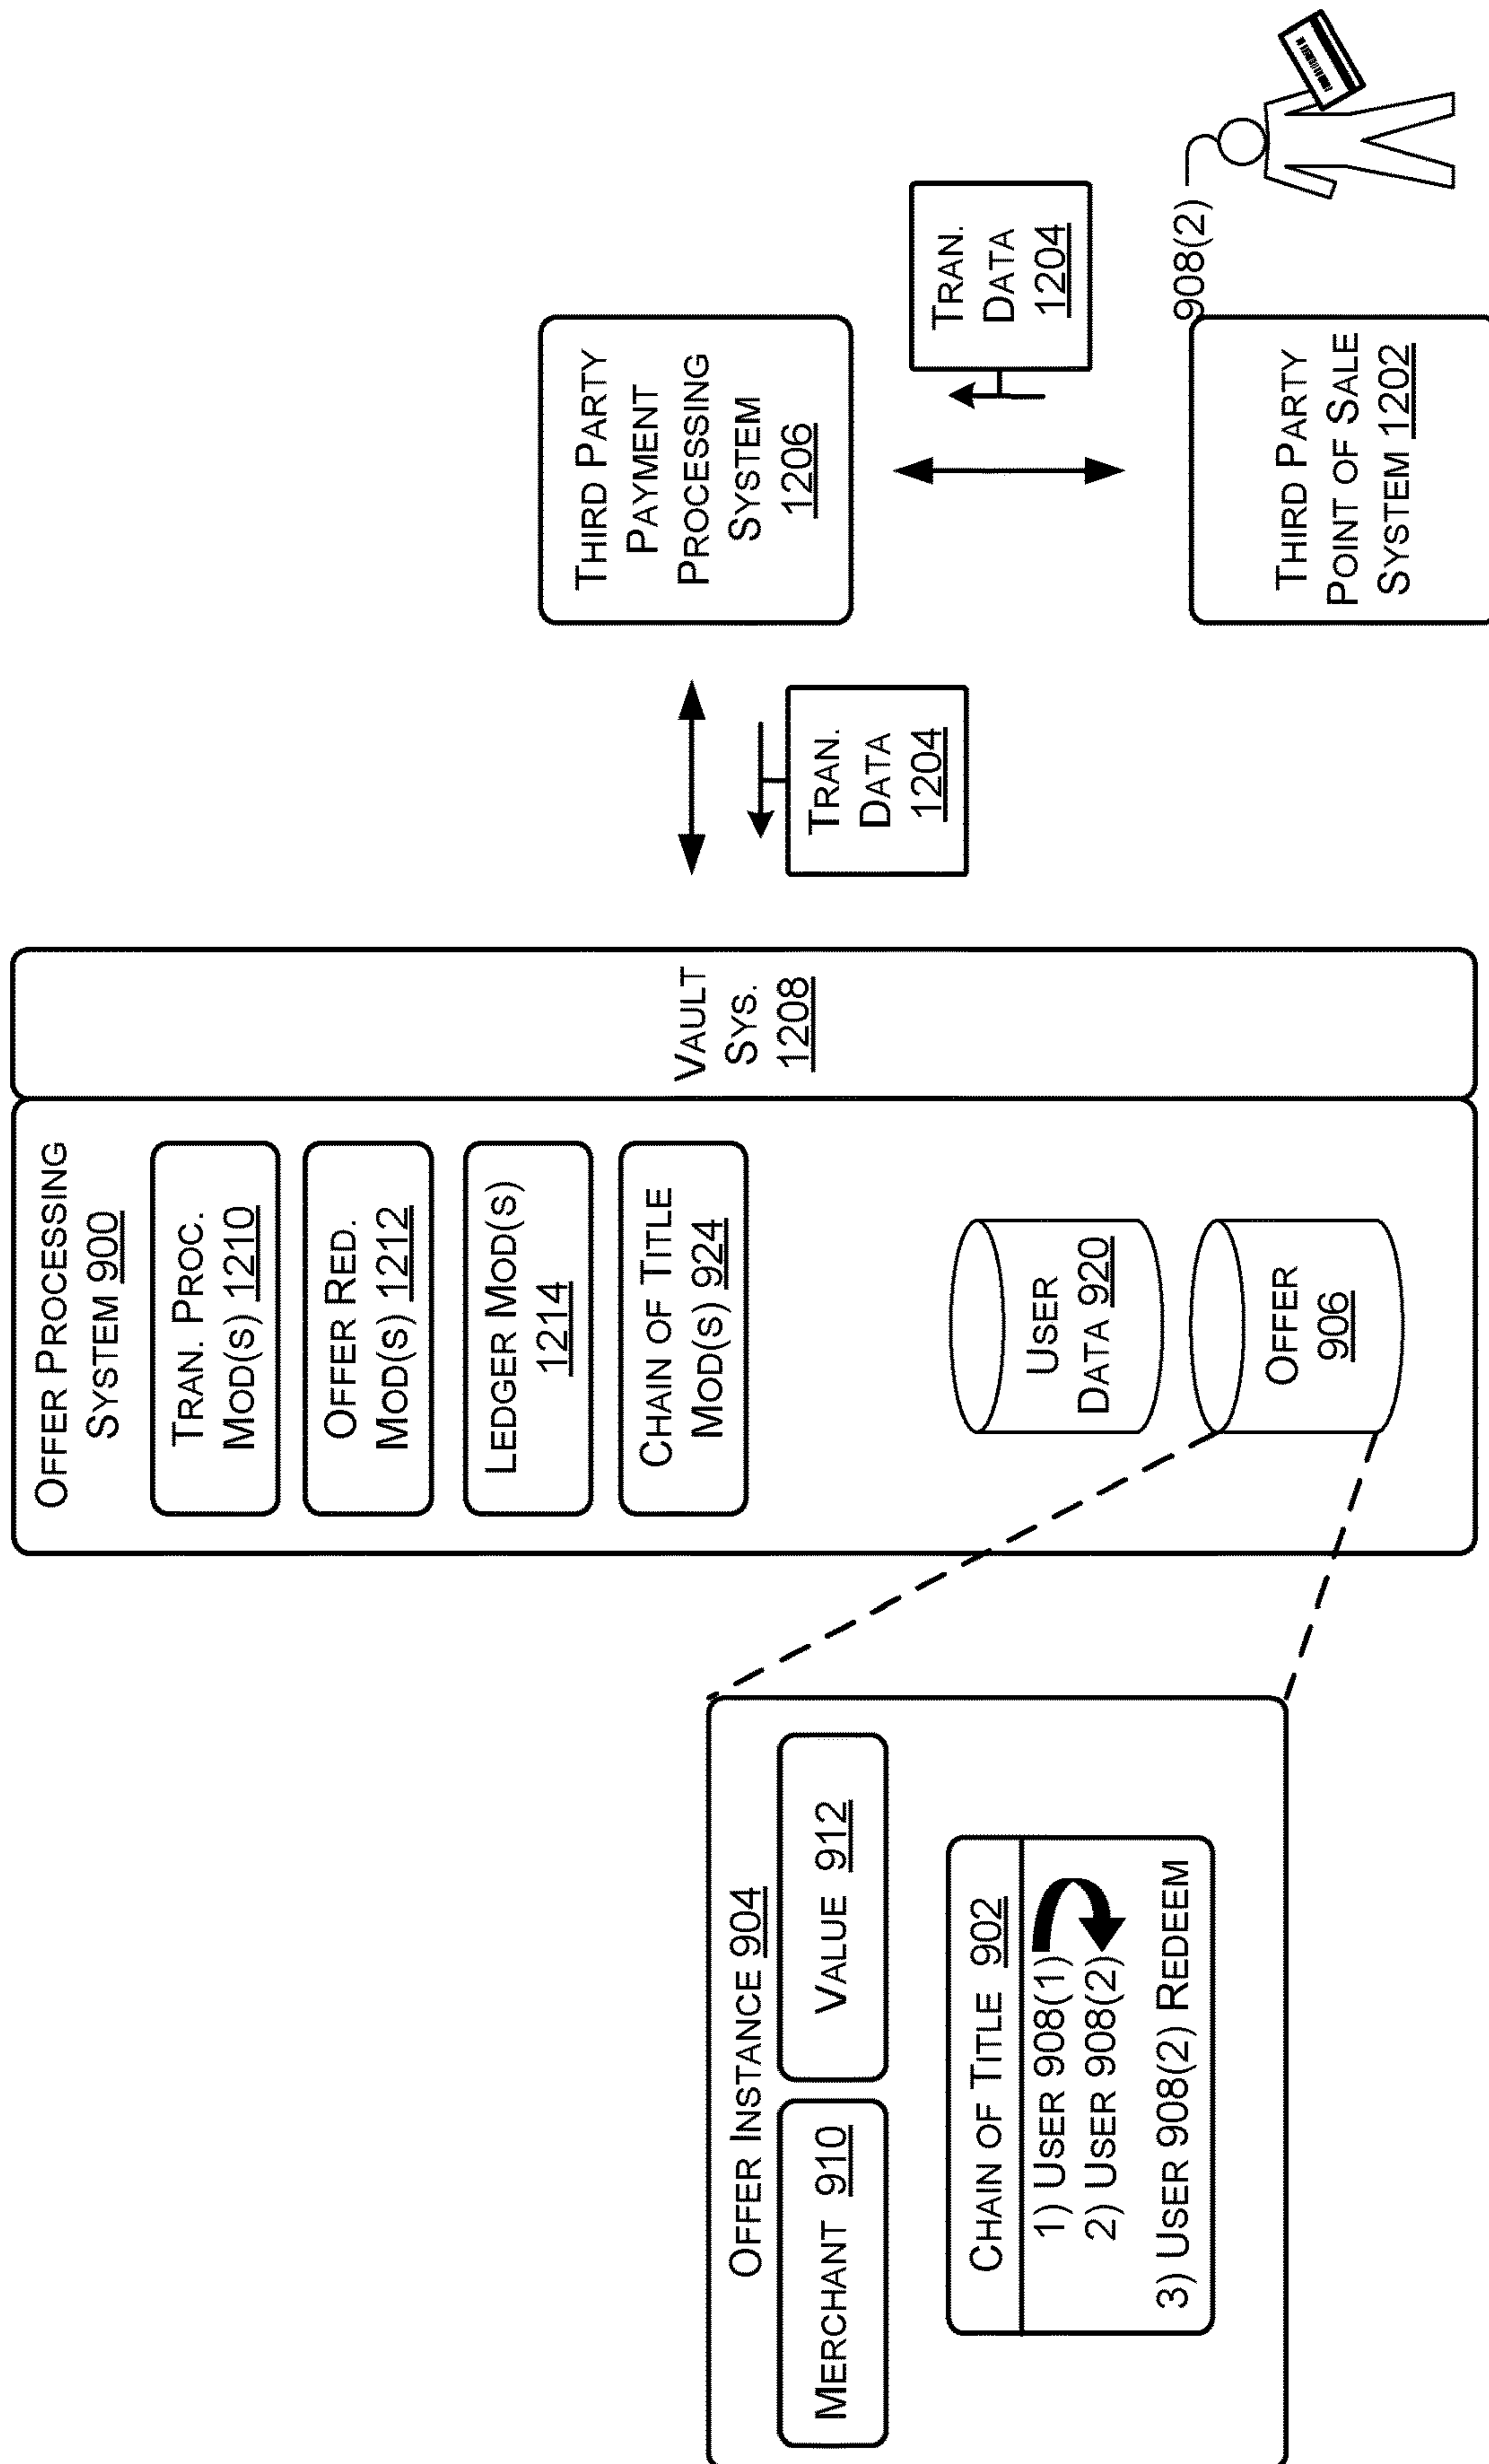 OFFER PROCESSING
SYSTEM 900
TRAN. PROC.
MOD(S) 1210
OFFER RED.
MOD(S) 1212
LEDGER MOD(S)
1214
CHAIN OF TITLE
MOD(S) 924
USER
DATA 920
OFFER
906
VAULT
SYS.
1208
OFFER INSTANCE 904
MERCHANT 910
VALUE 912
CHAIN OF TITLE 902
1) USER 908(1)
2) USER 908(2)
3) USER 908(2) REDEEM
TRAN.
DATA
1204
THIRD PARTY
PAYMENT
PROCESSING
SYSTEM
1206
TRAN.
DATA
1204
THIRD PARTY
POINT OF SALE
SYSTEM 1202
908(2)